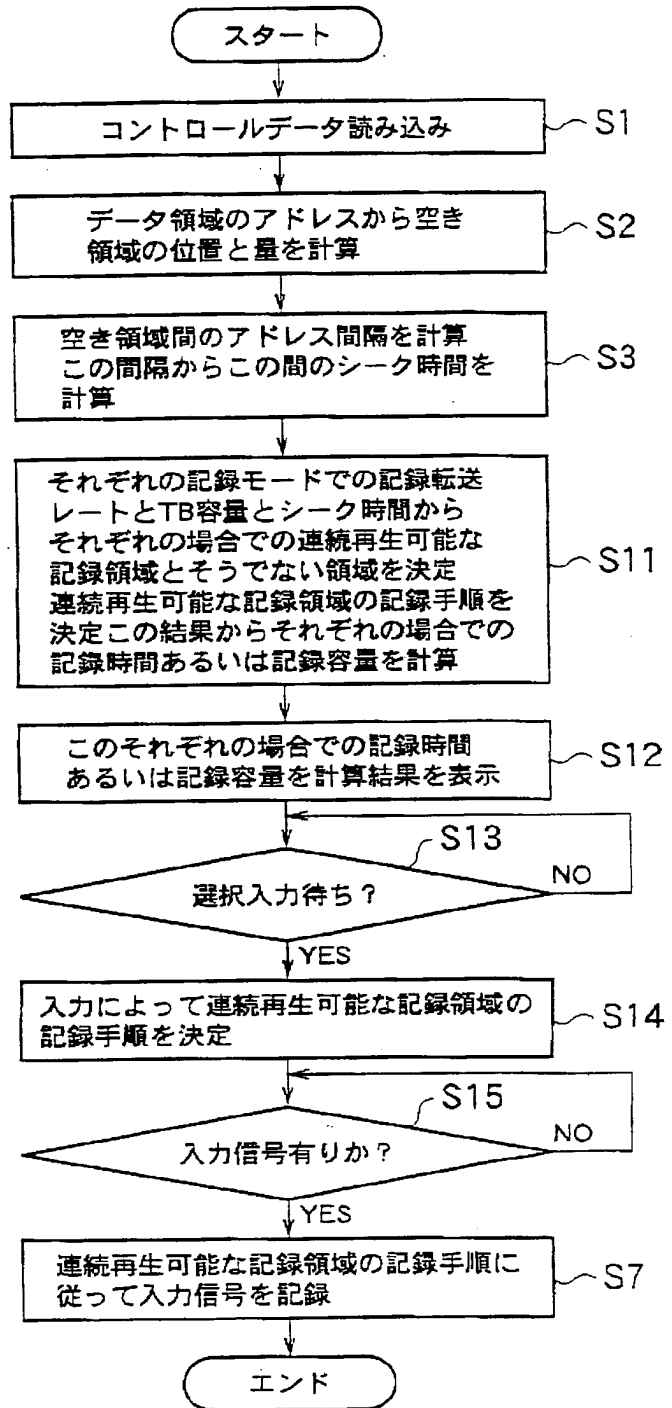 スタート
コントロールデータ読み込み
S1
データ領域のアドレスから空き
領域の位置と量を計算
S2
空き領域間のアドレス間隔を計算
この間隔からこの間のシーク時間を
計算
S3
それぞれの記録モードでの記録転送
レートとTB容量とシーク時間から
それぞれの場合での連続再生可能な
記録領域とそうでない領域を決定
連続再生可能な記録領域の記録手順を
決定この結果からそれぞれの場合での
記録時間あるいは記録容量を計算
S11
このそれぞれの場合での記録時間
あるいは記録容量を計算結果を表示
S12
S13
選択入力待ち?
NO
YES
入力によって連続再生可能な記録領域の
記録手順を決定
S14
S15
入力信号有りか?
NO
YES
連続再生可能な記録領域の記録手順に
従って入力信号を記録
S7
エンド